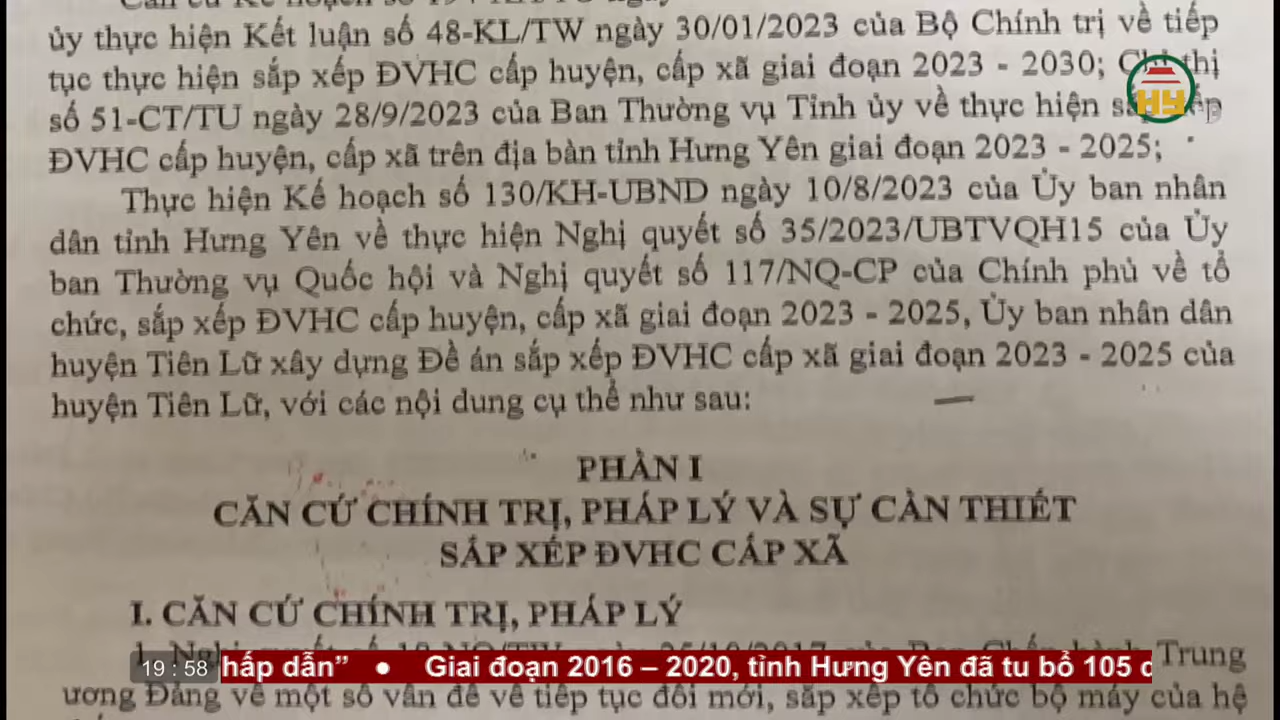 ủy thực hiện Kết luận số 48-KL/TW ngày 30/01/2023 của Bộ Chính trị về tiếp
tục thực hiện sắp xếp ĐVHC cấp huyện, cấp xã giai đoạn 2023 - 2030; Chỉ thị
số 51-CT/TU ngày 28/9/2023 của Ban Thường vụ Tỉnh ủy về thực hiện sắp xếp
ĐVHC cấp huyện, cấp xã trên địa bàn tỉnh Hưng Yên giai đoạn 2023 - 2025;
Thực hiện Kế hoạch số 130/KH-UBND ngày 10/8/2023 của Ủy ban nhân
dân tỉnh Hưng Yên về thực hiện Nghị quyết số 35/2023/UBTVQH15 của Ủy
ban Thường vụ Quốc hội và Nghị quyết số 117/NQ-CP của Chính phủ về tổ
chức, sắp xếp ĐVHC cấp huyện, cấp xã giai đoạn 2023 - 2025, Ủy ban nhân dân
huyện Tiên Lữ xây dựng Đề án sắp xếp ĐVHC cấp xã giai đoạn 2023 - 2025 của
huyện Tiên Lữ, với các nội dung cụ thể như sau:
PHẦN I
CĂN CỨ CHÍNH TRỊ, PHÁP LÝ VÀ SỰ CẦN THIẾT
SẮP XẾP ĐVHC CẤP XÃ
I. CĂN CỨ CHÍNH TRỊ, PHÁP LÝ
Trung
19 : 58 hấp dẫn” • Giai đoạn 2016 – 2020, tỉnh Hưng Yên đã tu bổ 105
ương Đảng về một số vấn đề về tiếp tục đổi mới, sắp xếp tổ chức bộ máy của hệ
HY